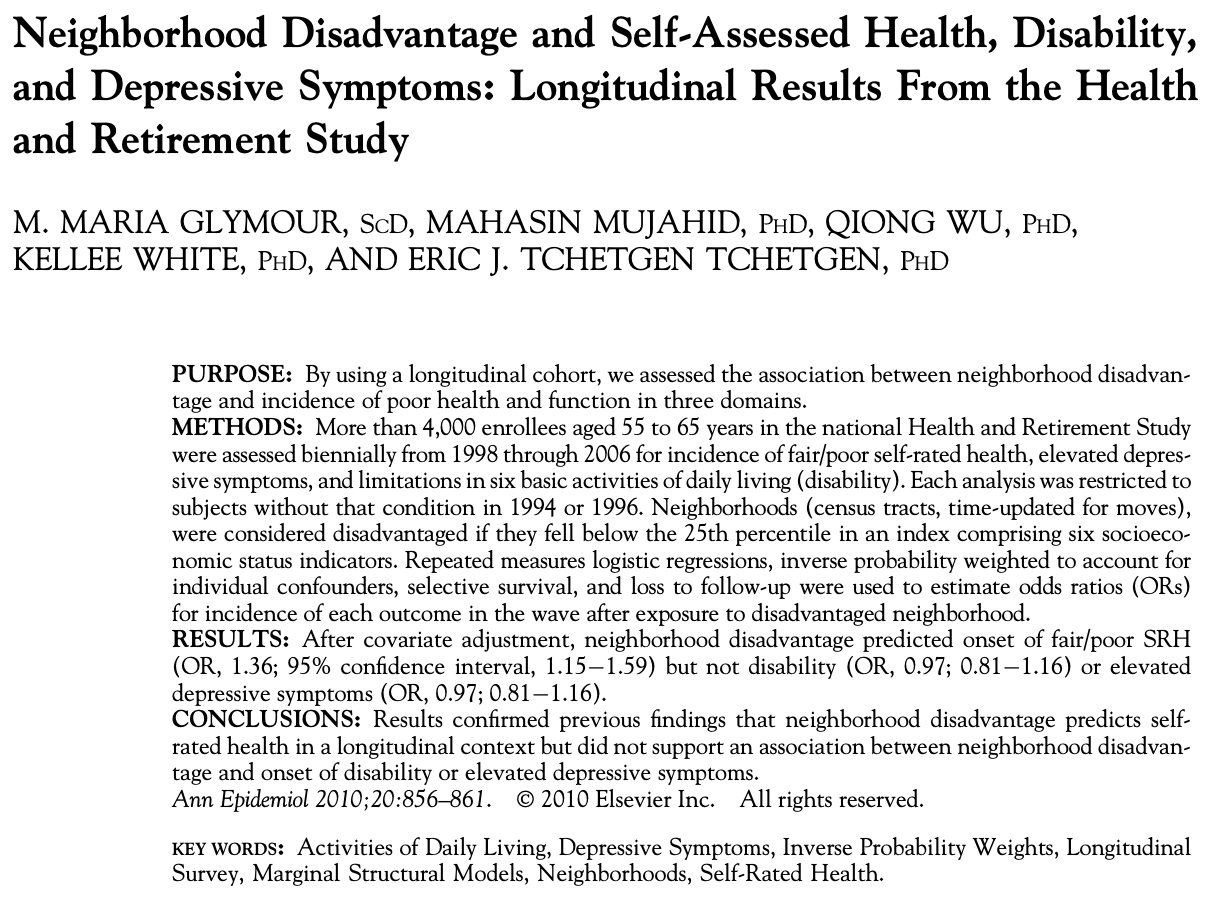 Neighborhood Disadvantage and Self-Assessed Health, Disability,
and Depressive Symptoms: Longitudinal Results From the Health
and Retirement Study
M. MARIA GLYMOUR, ScD, MAHASIN MUJAHID, PhD, QIONG WU, PhD,
KELLEE WHITE, PhD, AND ERIC J. TCHETGEN TCHETGEN, PhD
PURPOSE: By using a longitudinal cohort, we assessed the association between neighborhood disadvan-
tage and incidence of poor health and function in three domains.
METHODS: More than 4,000 enrollees aged 55 to 65 years in the national Health and Retirement Study
were assessed biennially from 1998 through 2006 for incidence of fair/poor self-rated health, elevated depres-
sive symptoms, and limitations in six basic activities of daily living (disability). Each analysis was restricted to
subjects without that condition in 1994 or 1996. Neighborhoods (census tracts, time-updated for moves),
were considered disadvantaged if they fell below the 25th percentile in an index comprising six socioeco-
nomic status indicators. Repeated measures logistic regressions, inverse probability weighted to account for
individual confounders, selective survival, and loss to follow-up were used to estimate odds ratios (ORs)
for incidence of each outcome in the wave after exposure to disadvantaged neighborhood.
RESULTS: After covariate adjustment, neighborhood disadvantage predicted onset of fair/poor SRH
(OR, 1.36; 95% confidence interval, 1.15–1.59) but not disability (OR, 0.97; 0.81–1.16) or elevated
depressive symptoms (OR, 0.97; 0.81–1.16).
CONCLUSIONS: Results confirmed previous findings that neighborhood disadvantage predicts self-
rated health in a longitudinal context but did not support an association between neighborhood disadvan-
tage and onset of disability or elevated depressive symptoms.
Ann Epidemiol 2010;20:856–861. © 2010 Elsevier Inc. All rights reserved.
KEY WORDS: Activities of Daily Living, Depressive Symptoms, Inverse Probability Weights, Longitudinal
Survey, Marginal Structural Models, Neighborhoods, Self-Rated Health.